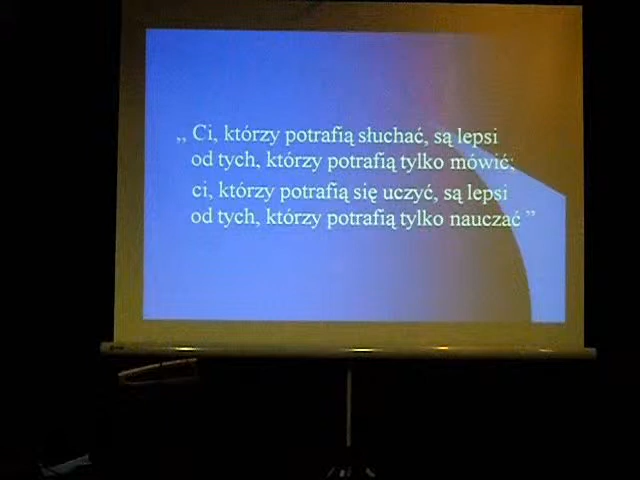 „ Ci, którzy potrafią słuchać, są lepsi
od tych, którzy potrafią tylko mówić;
ci, którzy potrafią się uczyć, są lepsi
od tych, którzy potrafią tylko nauczać ”